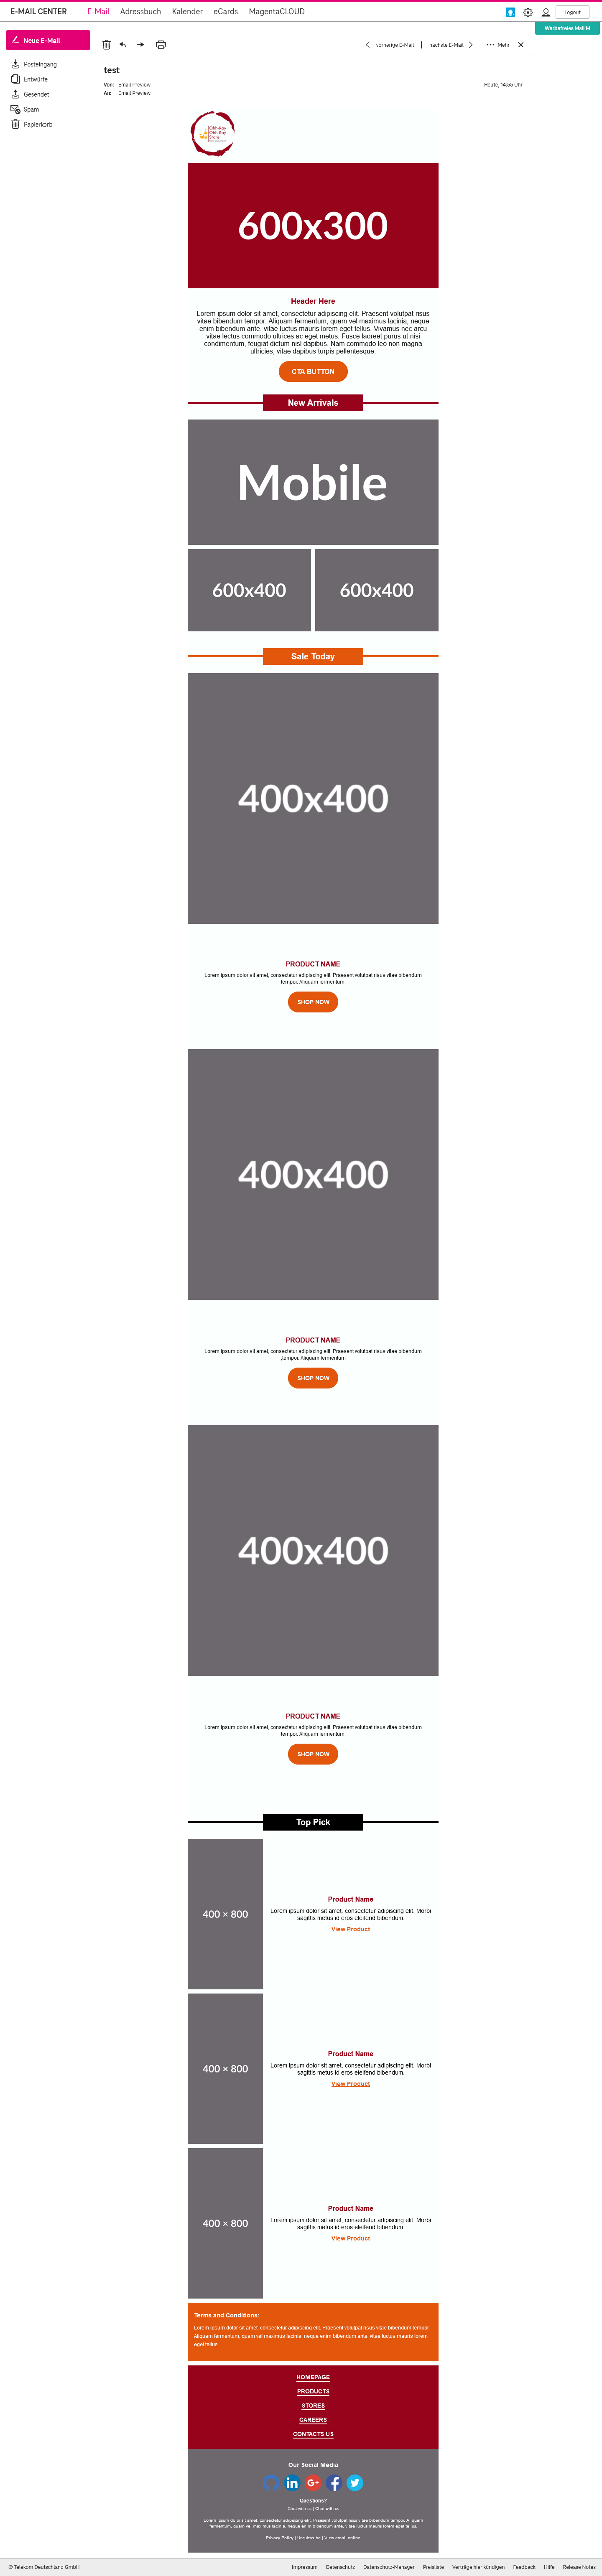 E-MAIL CENTER
E-Mail
Adressbuch
Kalender
eCards
MagentaCLOUD
Logout
Werbefreies Mail M
Neue E-Mail
Posteingang
Entwürfe
Gesendet
Spam
Papierkorb
vorherige E-Mail
nächste E-Mail
Mehr
test
Von: Email Preview
Heute, 14:55 Uhr
An: Email Preview
600x300
Header Here
Lorem ipsum dolor sit amet, consectetur adipiscing elit. Praesent volutpat risus
vitae bibendum tempor. Aliquam fermentum, quam vel maximus lacinia, neque
enim bibendum ante, vitae luctus mauris lorem eget tellus. Vivamus nec arcu
vitae lectus commodo ultrices ac eget metus. Fusce laoreet purus ut nisi
condimentum, feugiat dictum nisl dapibus. Nam commodo leo non magna
ultricies, vitae dapibus turpis pellentesque.
CTA BUTTON
New Arrivals
Mobile
600x400
600x400
Sale Today
400x400
PRODUCT NAME
Lorem ipsum dolor sit amet, consectetur adipiscing elit. Praesent volutpat risus vitae bibendum
tempor. Aliquam fermentum,
SHOP NOW
400x400
PRODUCT NAME
Lorem ipsum dolor sit amet, consectetur adipiscing elit. Praesent volutpat risus vitae bibendum
,tempor. Aliquam fermentum
SHOP NOW
400x400
PRODUCT NAME
Lorem ipsum dolor sit amet, consectetur adipiscing elit. Praesent volutpat risus vitae bibendum
tempor. Aliquam fermentum,
SHOP NOW
Top Pick
400 × 800
Product Name
Lorem ipsum dolor sit amet, consectetur adipiscing elit. Morbi
sagittis metus id eros eleifend bibendum.
View Product
400 × 800
Product Name
Lorem ipsum dolor sit amet, consectetur adipiscing elit. Morbi
sagittis metus id eros eleifend bibendum.
View Product
400 × 800
Product Name
Lorem ipsum dolor sit amet, consectetur adipiscing elit. Morbi
sagittis metus id eros eleifend bibendum.
View Product
Terms and Conditions:
Lorem ipsum dolor sit amet, consectetur adipiscing elit. Praesent volutpat risus vitae bibendum tempor.
Aliquam fermentum, quam vel maximus lacinia, neque enim bibendum ante, vitae luctus mauris lorem
eget tellus.
HOMEPAGE
PRODUCTS
STORES
CAREERS
CONTACTS US
Our Social Media
Questions?
Chat with us | Chat with us
Lorem ipsum dolor sit amet, consectetur adipiscing elit. Praesent volutpat risus vitae bibendum tempor. Aliquam
fermentum, quam vel maximus lacinia, neque enim bibendum ante, vitae luctus mauris lorem eget tellus.
Privacy Policy | Unsubscribe | View email online
© Telekom Deutschland GmbH
Impressum
Datenschutz
Datenschutz-Manager
Preisliste
Verträge hier kündigen
Feedback
Hilfe
Release Notes